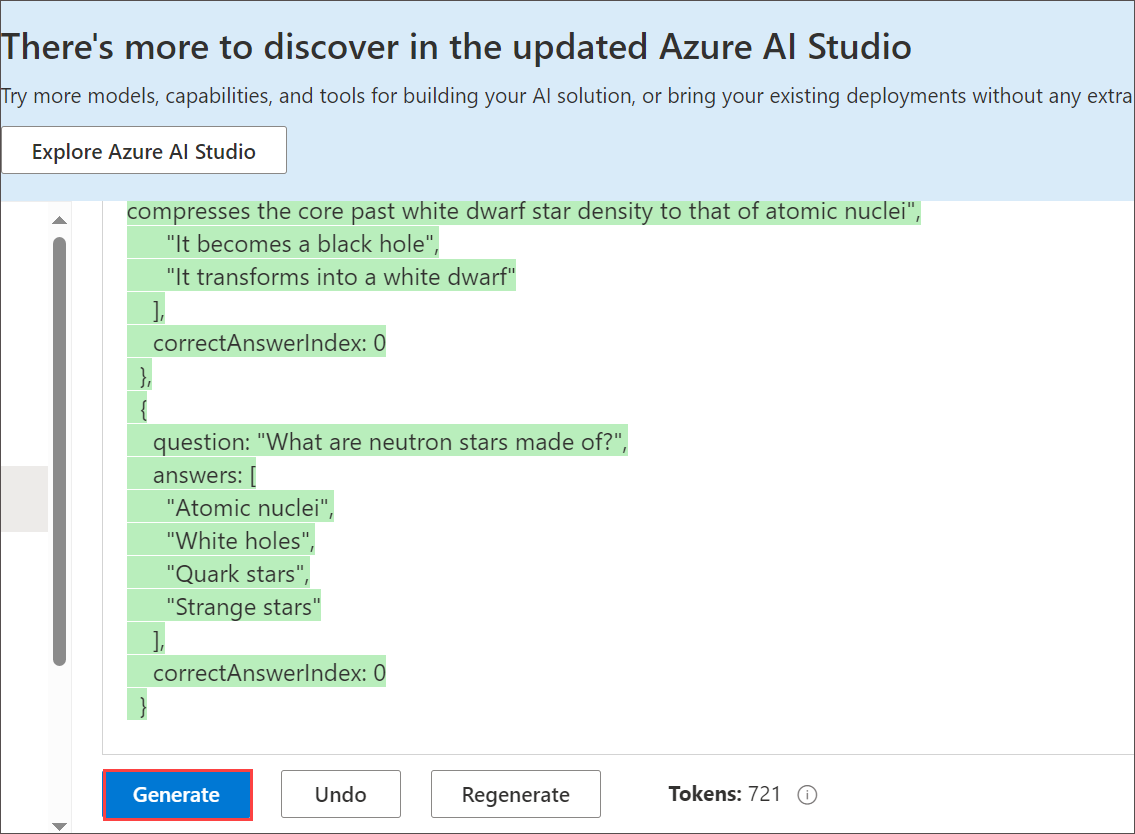 There's more to discover in the updated Azure AI Studio
Try more models, capabilities, and tools for building your AI solution, or bring your existing deployments without any extra
Explore Azure AI Studio
compresses the core past white dwarf star density to that of atomic nuclei",
"It becomes a black hole",
"It transforms into a white dwarf"
],
correctAnswerIndex: 0
},
{
question: "What are neutron stars made of?",
answers: [
"Atomic nuclei",
"White holes",
"Quark stars",
"Strange stars"
],
correctAnswerIndex: 0
}
Generate Undo Regenerate Tokens: 721